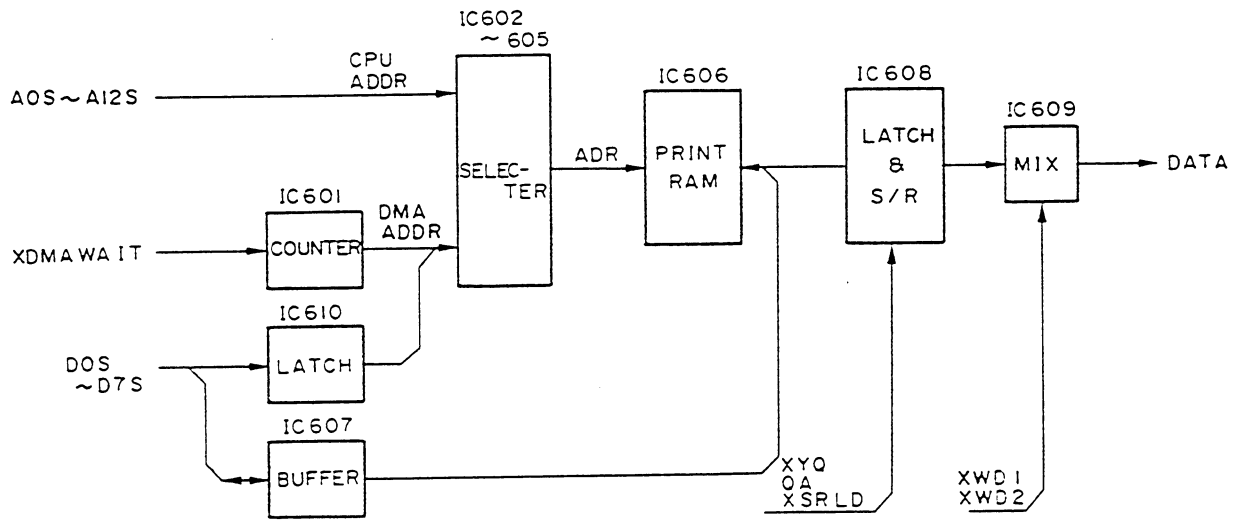 IC602
~605
CPU
ADDR
A0S~A12S
SELEC-
TER
ADR
IC606
PRINT
RAM
IC608
LATCH
&
S/R
IC609
MIX
DATA
IC601
COUNTER
DMA
ADDR
XDMAWAIT
IC610
LATCH
D0S
~D7S
IC607
BUFFER
XYQ
QA
XSRLD
XWD1
XWD2